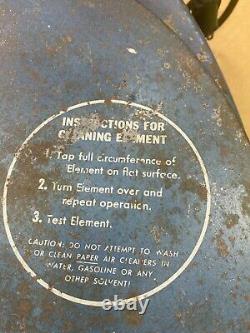 INSTRUCTIONS FOR
CLEANING ELEMENT
1. Tap full circumference of
Element on flat surface.
2. Turn Element over and
repeat operation.
3. Test Element.
CAUTION: DO NOT ATTEMPT TO WASH
OR CLEAN PAPER AIR CLEANERS IN
WATER, GASOLINE OR ANY
OTHER SOLVENT!